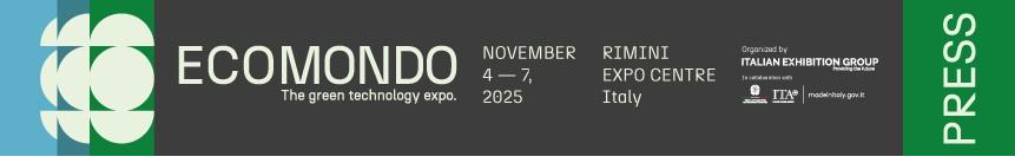 ECOMONDO
The green technology expo.
NOVEMBER
4 — 7,
2025
RIMINI
EXPO CENTRE
Italy
Organized by
ITALIAN EXHIBITION GROUP
Providing the future
In collaboration with
ITA
madeinitaly.gov.it
PRESS